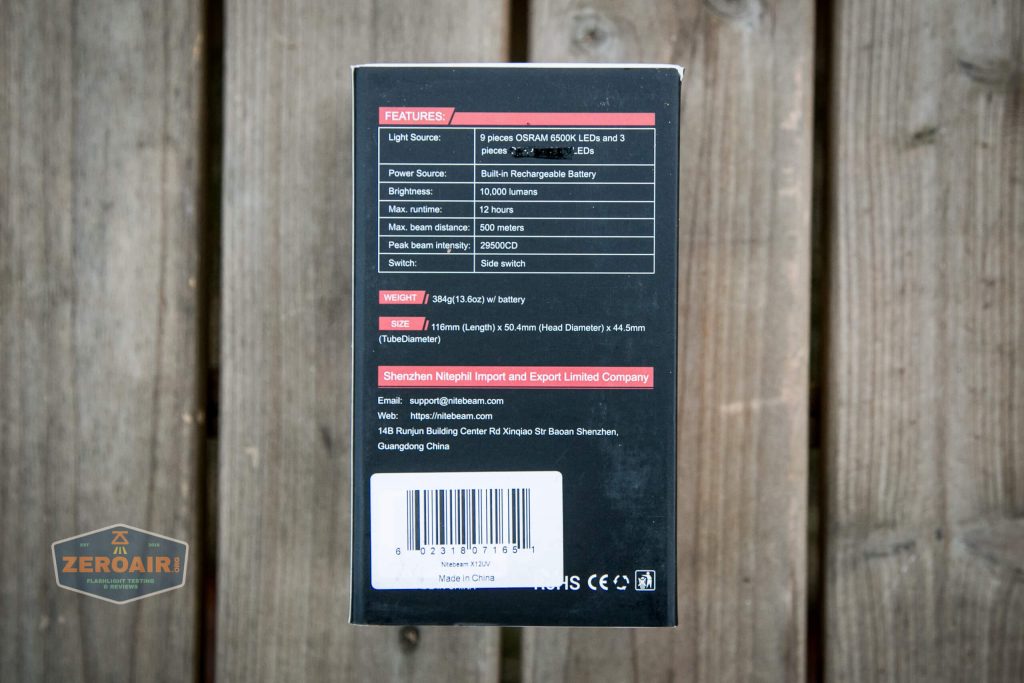 FEATURES:
Light Source: 9 pieces OSRAM 6500K LEDs and 3
pieces LEDs
Power Source: Built-in Rechargeable Battery
Brightness: 10,000 lumans
Max. runtime: 12 hours
Max. beam distance: 500 meters
Peak beam intensity: 29500CD
Switch: Side switch
WEIGHT 384g(13.6oz) w/ battery
SIZE 116mm (Length) x 50.4mm (Head Diameter) x 44.5mm
(TubeDiameter)
Shenzhen Nitephil Import and Export Limited Company
Email: support@nitebeam.com
Web: https://nitebeam.com
14B Runjun Building Center Rd Xinqiao Str Baoan Shenzhen,
Guangdong China
6 02318 07165 1
Nitebeam X12UV
Made in China
ROHS CE
EST 2015
ZEROAIR.ORG
FLASHLIGHT TESTING
& REVIEWS